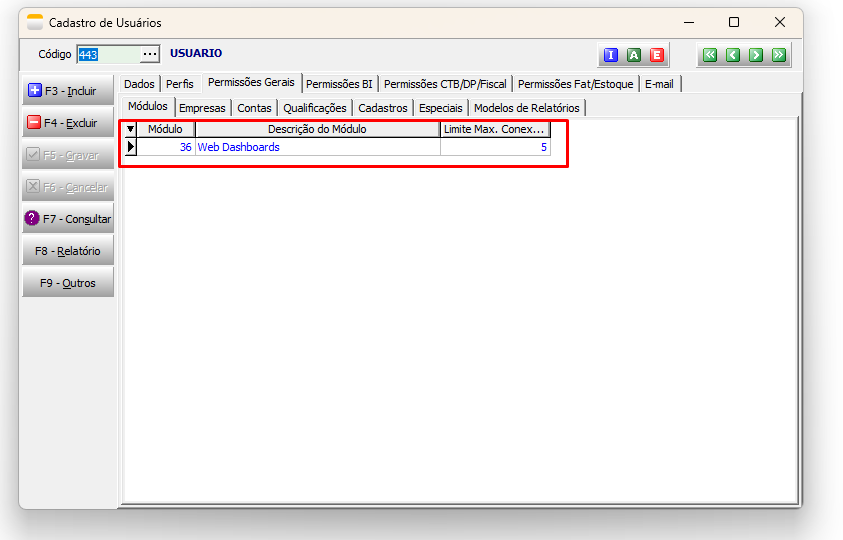 Cadastro de Usuários
Código 443 ... USUARIO I A E
F3 - Incluir
F4 - Excluir
F5 - Gravar
F6 - Cancelar
? F7 - Consultar
F8 - Relatório
F9 - Outros
Dados Perfis Permissões Gerais Permissões BI Permissões CTB/DP/Fiscal Permissões Fat/Estoque E-mail
Módulos Empresas Contas Qualificações Cadastros Especiais Modelos de Relatórios
Módulo Descrição do Módulo Limite Max. Conex...
36 Web Dashboards 5